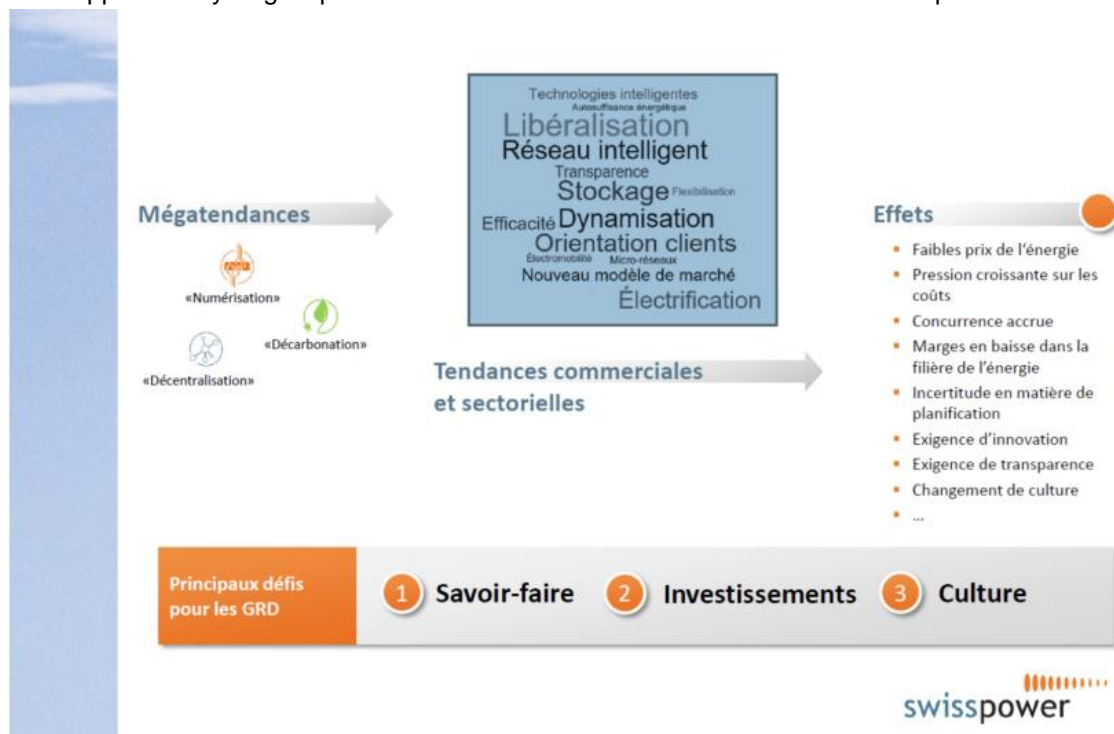 Mégatendances
«Numérisation»
«Décarbonation»
«Décentralisation»
Technologies intelligentes
Autosuffisance énergétique
Libéralisation
Réseau intelligent
Transparence
Stockage Flexibilisation
Efficacité Dynamisation
Orientation clients
Électromobilité Micro-réseaux
Nouveau modèle de marché
Électrification
Tendances commerciales
et sectorielles
Effets
▪ Faibles prix de l'énergie
▪ Pression croissante sur les
coûts
▪ Concurrence accrue
▪ Marges en baisse dans la
filière de l'énergie
▪ Incertitude en matière de
planification
▪ Exigence d'innovation
▪ Exigence de transparence
▪ Changement de culture
▪ ...
Principaux défis
pour les GRD
1 Savoir-faire 2 Investissements 3 Culture
swisspower